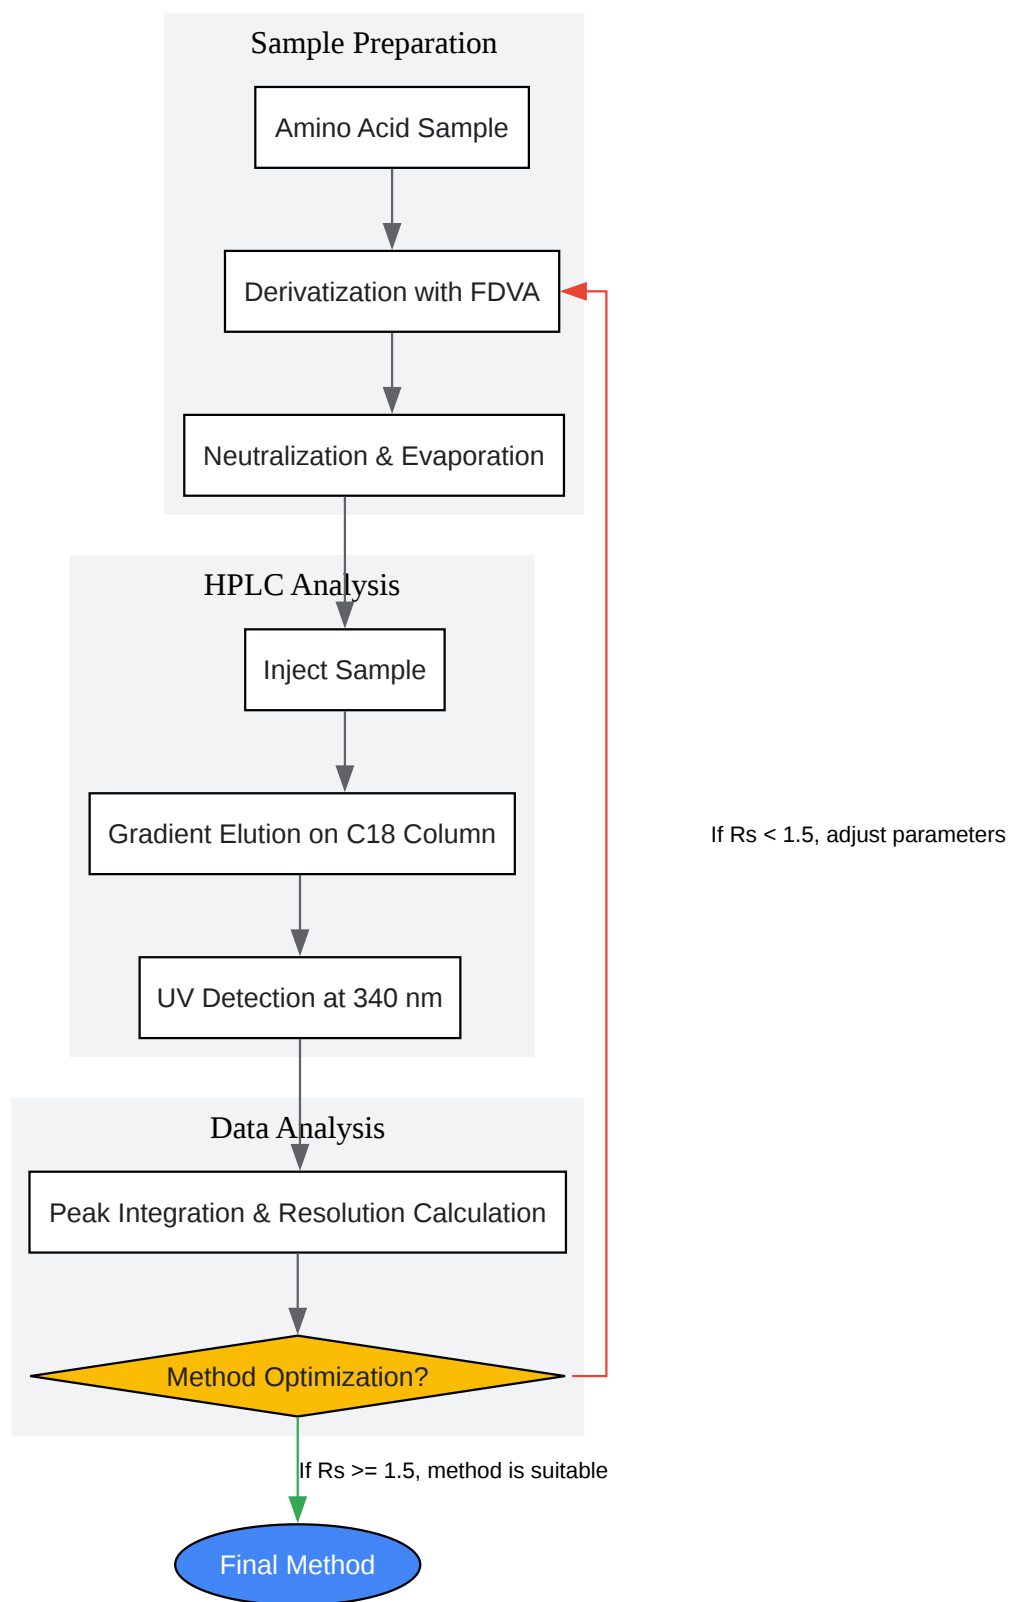 Sample Preparation
Amino Acid Sample
Derivatization with FDVA
Neutralization & Evaporation
HPLC Analysis
Inject Sample
Gradient Elution on C18 Column
If Rs < 1.5, adjust parameters
UV Detection at 340 nm
Data Analysis
Peak Integration & Resolution Calculation
Method Optimization?
If Rs >= 1.5, method is suitable
Final Method